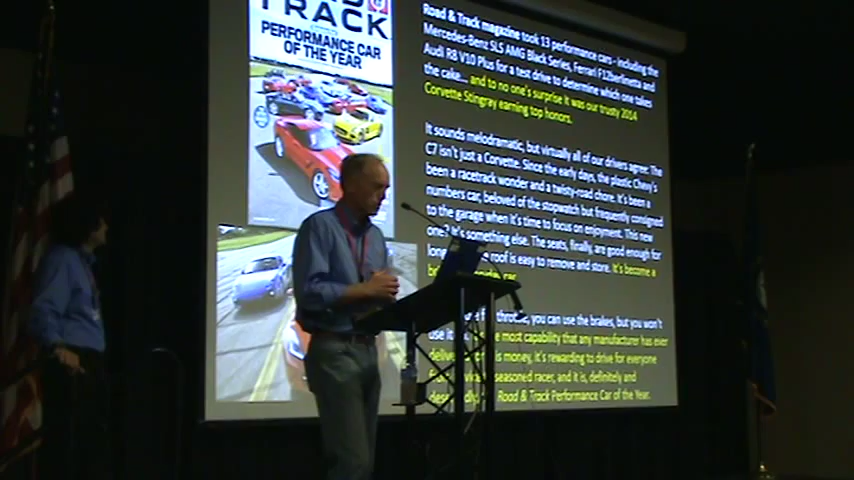 TRACK
PERFORMANCE CAR
OF THE YEAR
Road & Track magazine took 13 performance cars - including the
Mercedes-Benz SLS AMG Black Series, Ferrari F12berlinetta and
Audi R8 V10 Plus for a test drive to determine which one takes
the cake... and to no one's surprise it was our trusty 2014
Corvette Stingray earning top honors.
It sounds melodramatic, but virtually all of our drivers agree: The
C7 isn't just a Corvette. Since the early days, the plastic Chevy's
been a racetrack wonder and a twisty-road chore. It's been a
numbers car, beloved of the stopwatch but frequently consigned
to the garage when it's time to focus on enjoyment. This new
one? It's something else. The seats, finally, are good enough for
long roof is easy to remove and store. It's become a
car.
you can use the brakes, but you won't
use most capability that any manufacturer has ever
money, it's rewarding to drive for everyone
seasoned racer, and it is, definitely and
Road & Track Performance Car of the Year.